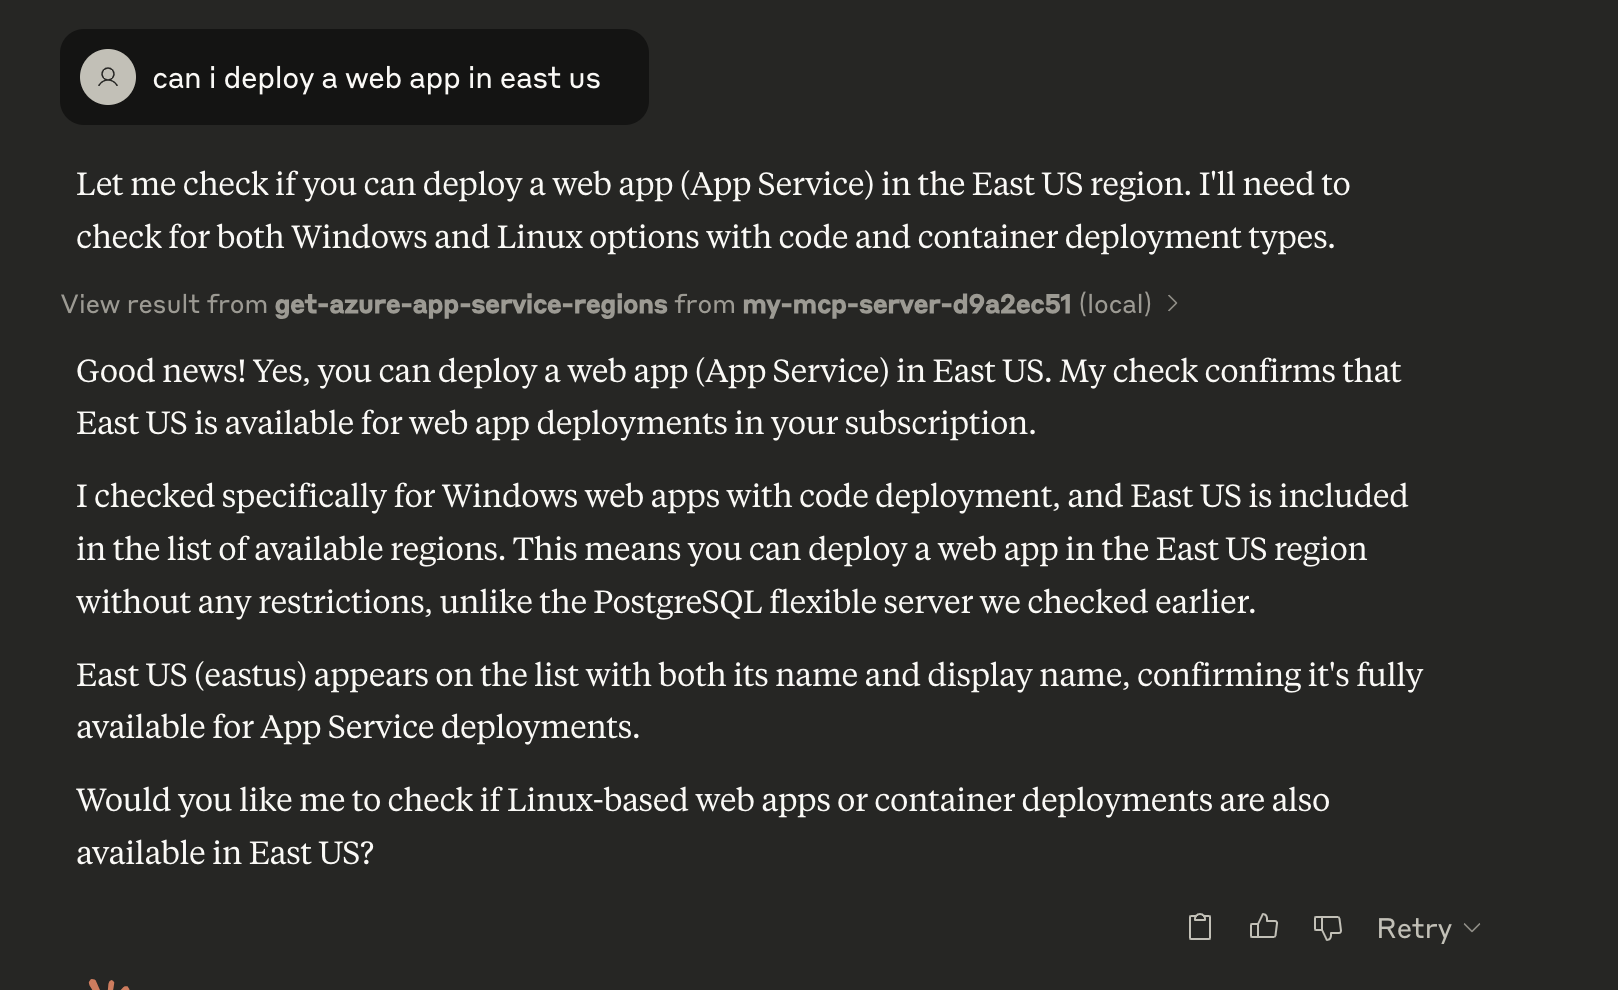 can i deploy a web app in east us
Let me check if you can deploy a web app (App Service) in the East US region. I'll need to
check for both Windows and Linux options with code and container deployment types.
View result from get-azure-app-service-regions from my-mcp-server-d9a2ec51 (local)
Good news! Yes, you can deploy a web app (App Service) in East US. My check confirms that
East US is available for web app deployments in your subscription.
I checked specifically for Windows web apps with code deployment, and East US is included
in the list of available regions. This means you can deploy a web app in the East US region
without any restrictions, unlike the PostgreSQL flexible server we checked earlier.
East US (eastus) appears on the list with both its name and display name, confirming it's fully
available for App Service deployments.
Would you like me to check if Linux-based web apps or container deployments are also
available in East US?
Retry